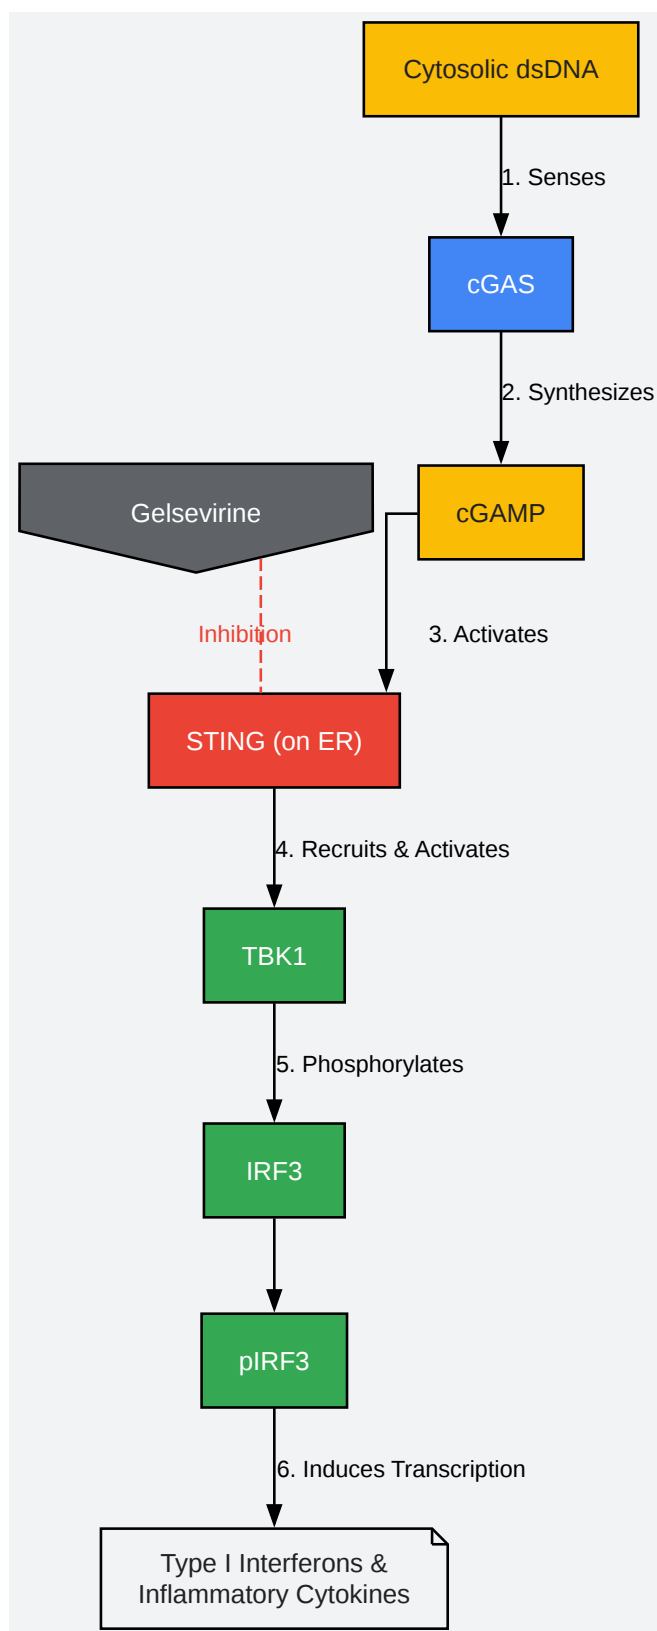 Cytosolic dsDNA
1. Senses
cGAS
2. Synthesizes
Gelsevirine
cGAMP
Inhibition
3. Activates
STING (on ER)
4. Recruits & Activates
TBK1
5. Phosphorylates
IRF3
pIRF3
6. Induces Transcription
Type I Interferons &
Inflammatory Cytokines